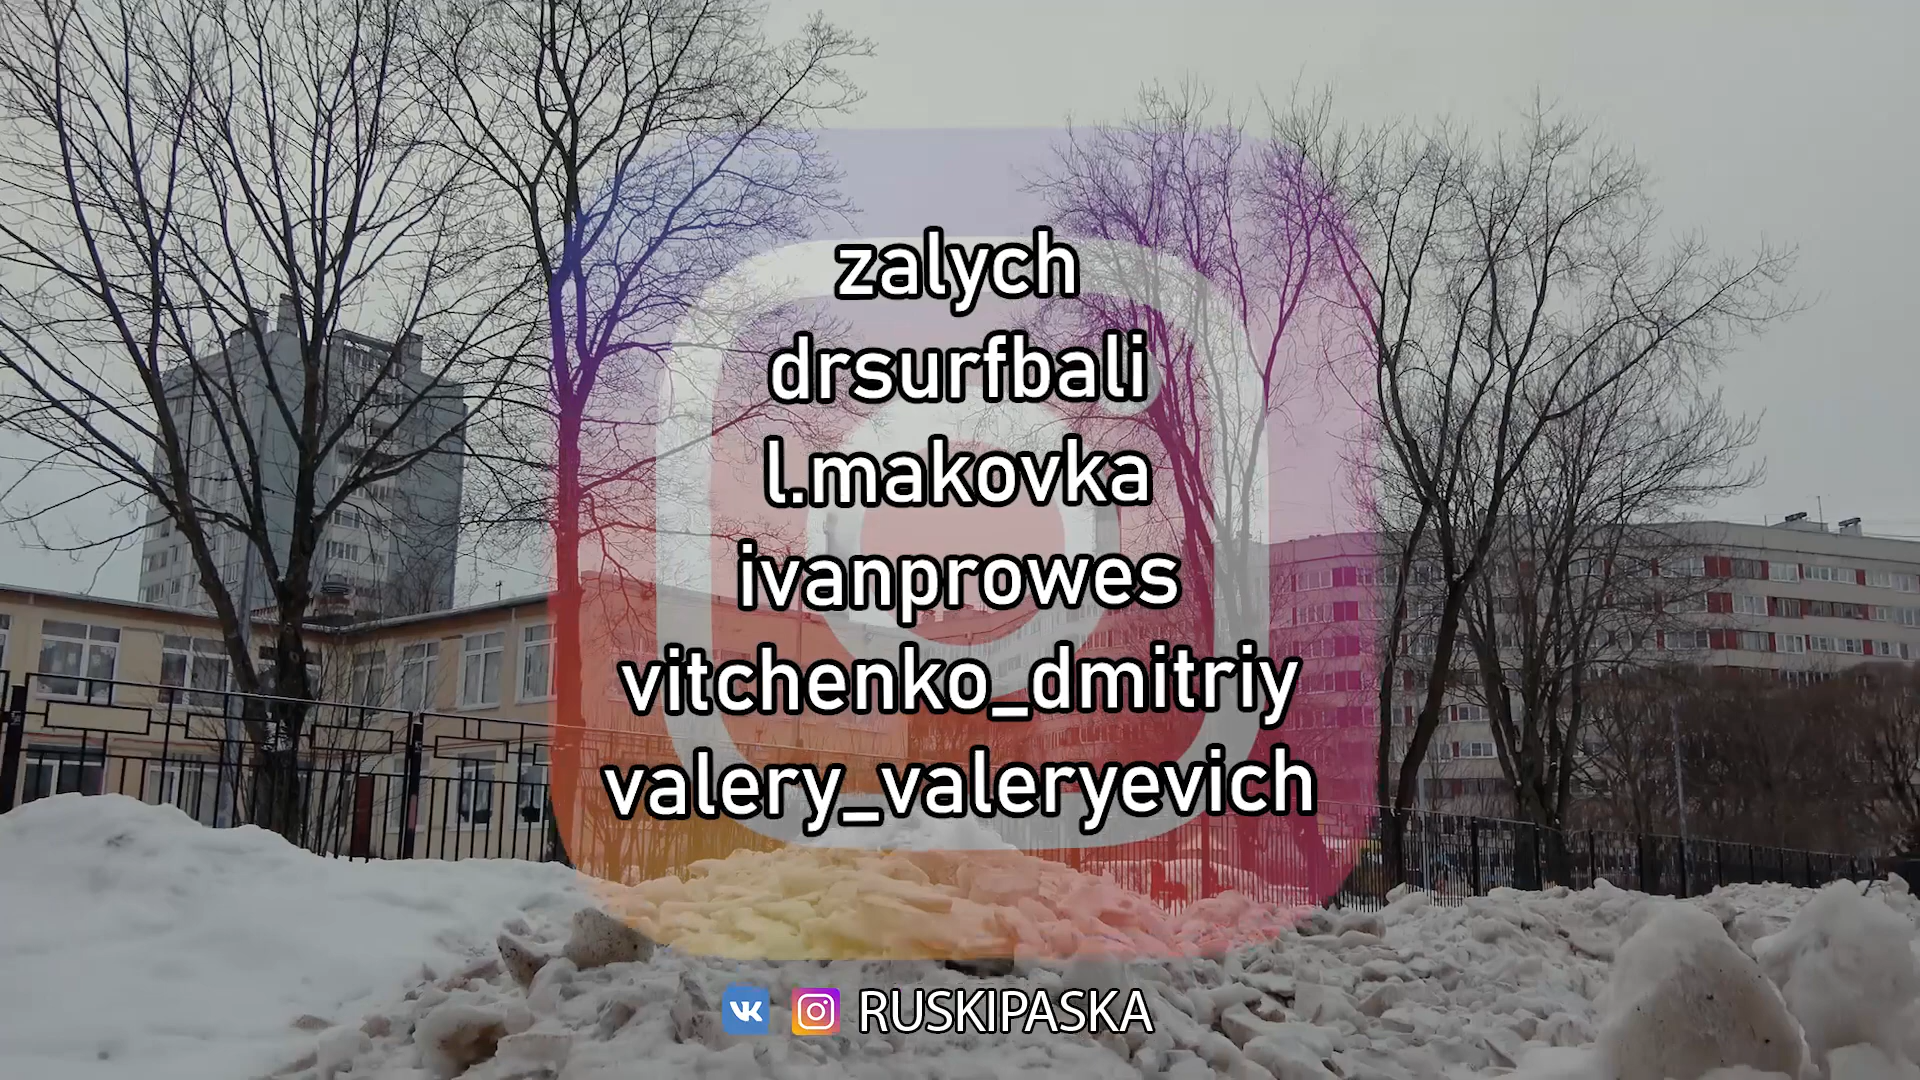 zalych
drsurfbali
l.makovka
ivanprowes
vitchenko_dmitriy
valery_valeryevich
RUSKIPASKA